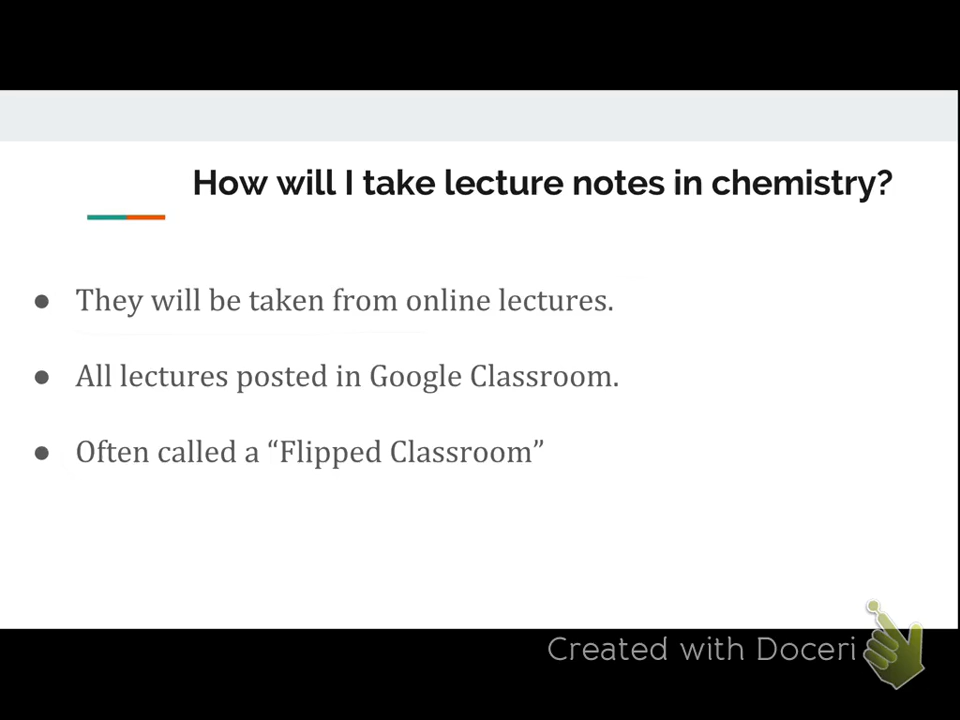 How will I take lecture notes in chemistry?
● They will be taken from online lectures.
● All lectures posted in Google Classroom.
● Often called a “Flipped Classroom”
Created with Doceri